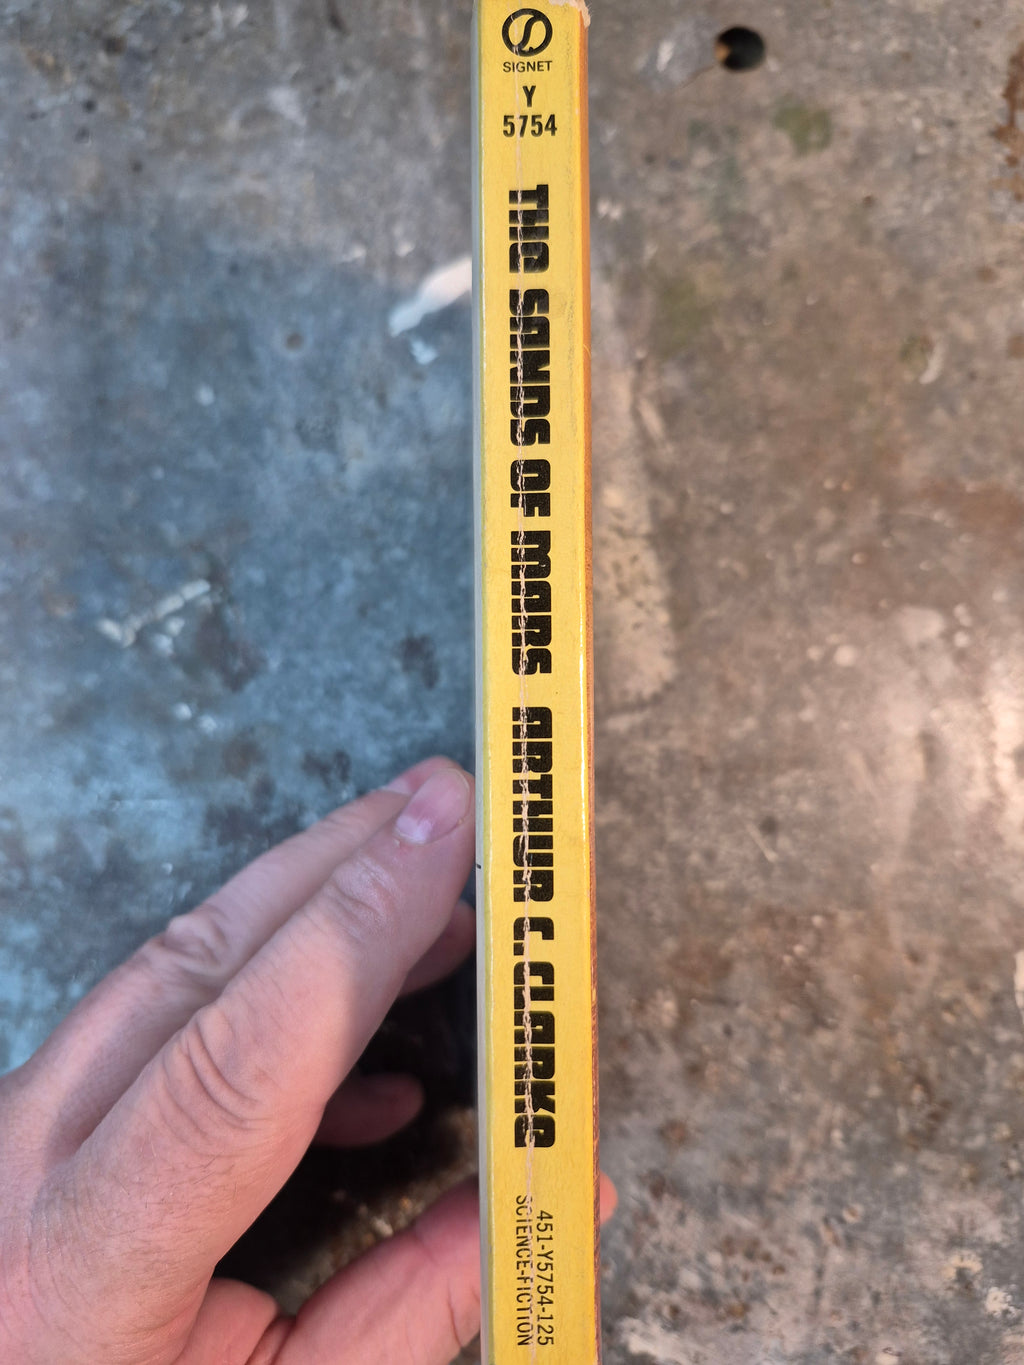 SIGNET
Y
5754
THE SANDS OF MARS ARTHUR C. CLARKE
451-Y5754-125
SCIENCE-FICTION